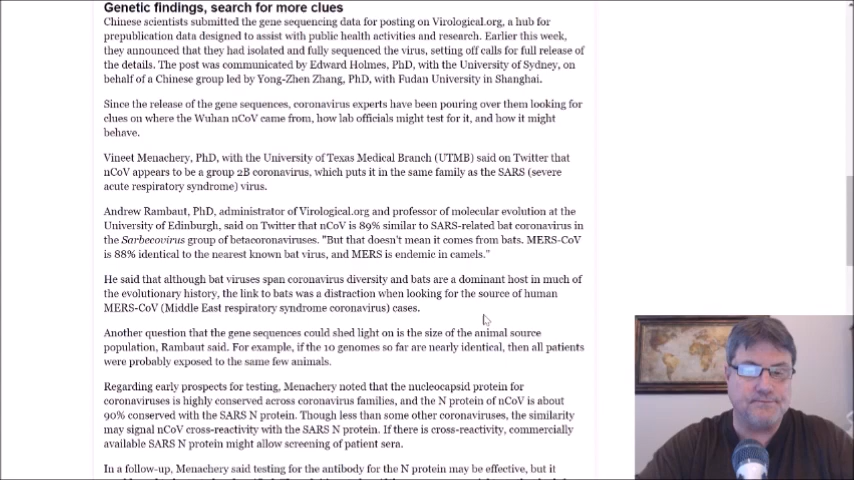 Genetic findings, search for more clues
Chinese scientists submitted the gene sequencing data for posting on Virological.org, a hub for
prepublication data designed to assist with public health activities and research. Earlier this week,
they announced that they had isolated and fully sequenced the virus, setting off calls for full release of
the details. The post was communicated by Edward Holmes, PhD, with the University of Sydney, on
behalf of a Chinese group led by Yong-Zhen Zhang, PhD, with Fudan University in Shanghai.
Since the release of the gene sequences, coronavirus experts have been pouring over them looking for
clues on where the Wuhan nCoV came from, how lab officials might test for it, and how it might
behave.
Vineet Menachery, PhD, with the University of Texas Medical Branch (UTMB) said on Twitter that
nCoV appears to be a group 2B coronavirus, which puts it in the same family as the SARS (severe
acute respiratory syndrome) virus.
Andrew Rambaut, PhD, administrator of Virological.org and professor of molecular evolution at the
University of Edinburgh, said on Twitter that nCoV is 89% similar to SARS-related bat coronavirus in
the Sarbecovirus group of betacoronaviruses. "But that doesn't mean it comes from bats. MERS-CoV
is 88% identical to the nearest known bat virus, and MERS is endemic in camels."
He said that although bat viruses span coronavirus diversity and bats are a dominant host in much of
the evolutionary history, the link to bats was a distraction when looking for the source of human
MERS-CoV (Middle East respiratory syndrome coronavirus) cases.
Another question that the gene sequences could shed light on is the size of the animal source
population, Rambaut said. For example, if the 10 genomes so far are nearly identical, then all patients
were probably exposed to the same few animals.
Regarding early prospects for testing, Menachery noted that the nucleocapsid protein for
coronaviruses is highly conserved across coronavirus families, and the N protein of nCoV is about
90% conserved with the SARS N protein. Though less than some other coronaviruses, the similarity
may signal nCoV cross-reactivity with the SARS N protein. If there is cross-reactivity, commercially
available SARS N protein might allow screening of patient sera.
In a follow-up, Menachery said testing for the antibody for the N protein may be effective, but it